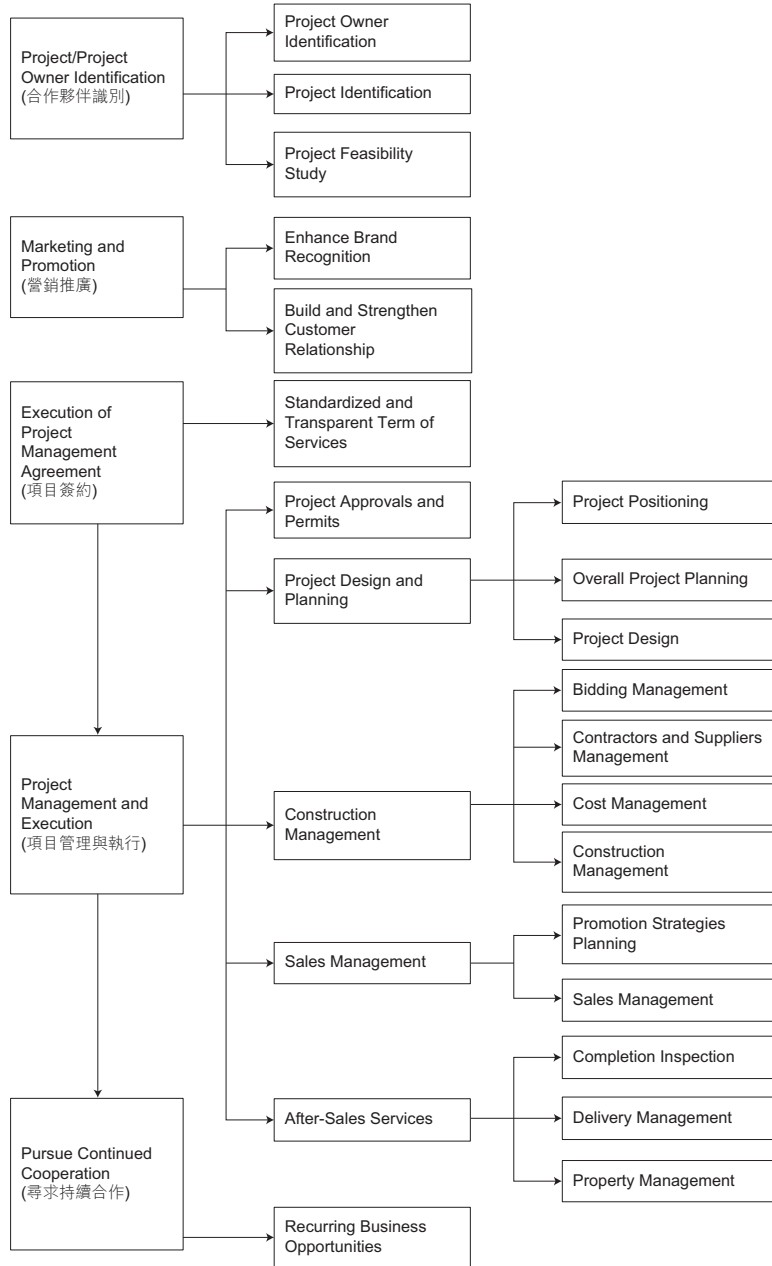 Project/Project
Owner Identification
(合作夥伴識別)
Project Owner
Identification
Project Identification
Project Feasibility
Study
Marketing and
Promotion
(營銷推廣)
Enhance Brand
Recognition
Build and Strengthen
Customer
Relationship
Execution of
Project
Management
Agreement
(項目簽約)
Standardized and
Transparent Term of
Services
Project
Management and
Execution
(項目管理與執行)
Project Approvals and
Permits
Project Design and
Planning
Project Positioning
Overall Project Planning
Project Design
Construction
Management
Bidding Management
Contractors and Suppliers
Management
Cost Management
Construction
Management
Sales Management
Promotion Strategies
Planning
Sales Management
After-Sales Services
Completion Inspection
Delivery Management
Property Management
Pursue Continued
Cooperation
(尋求持續合作)
Recurring Business
Opportunities